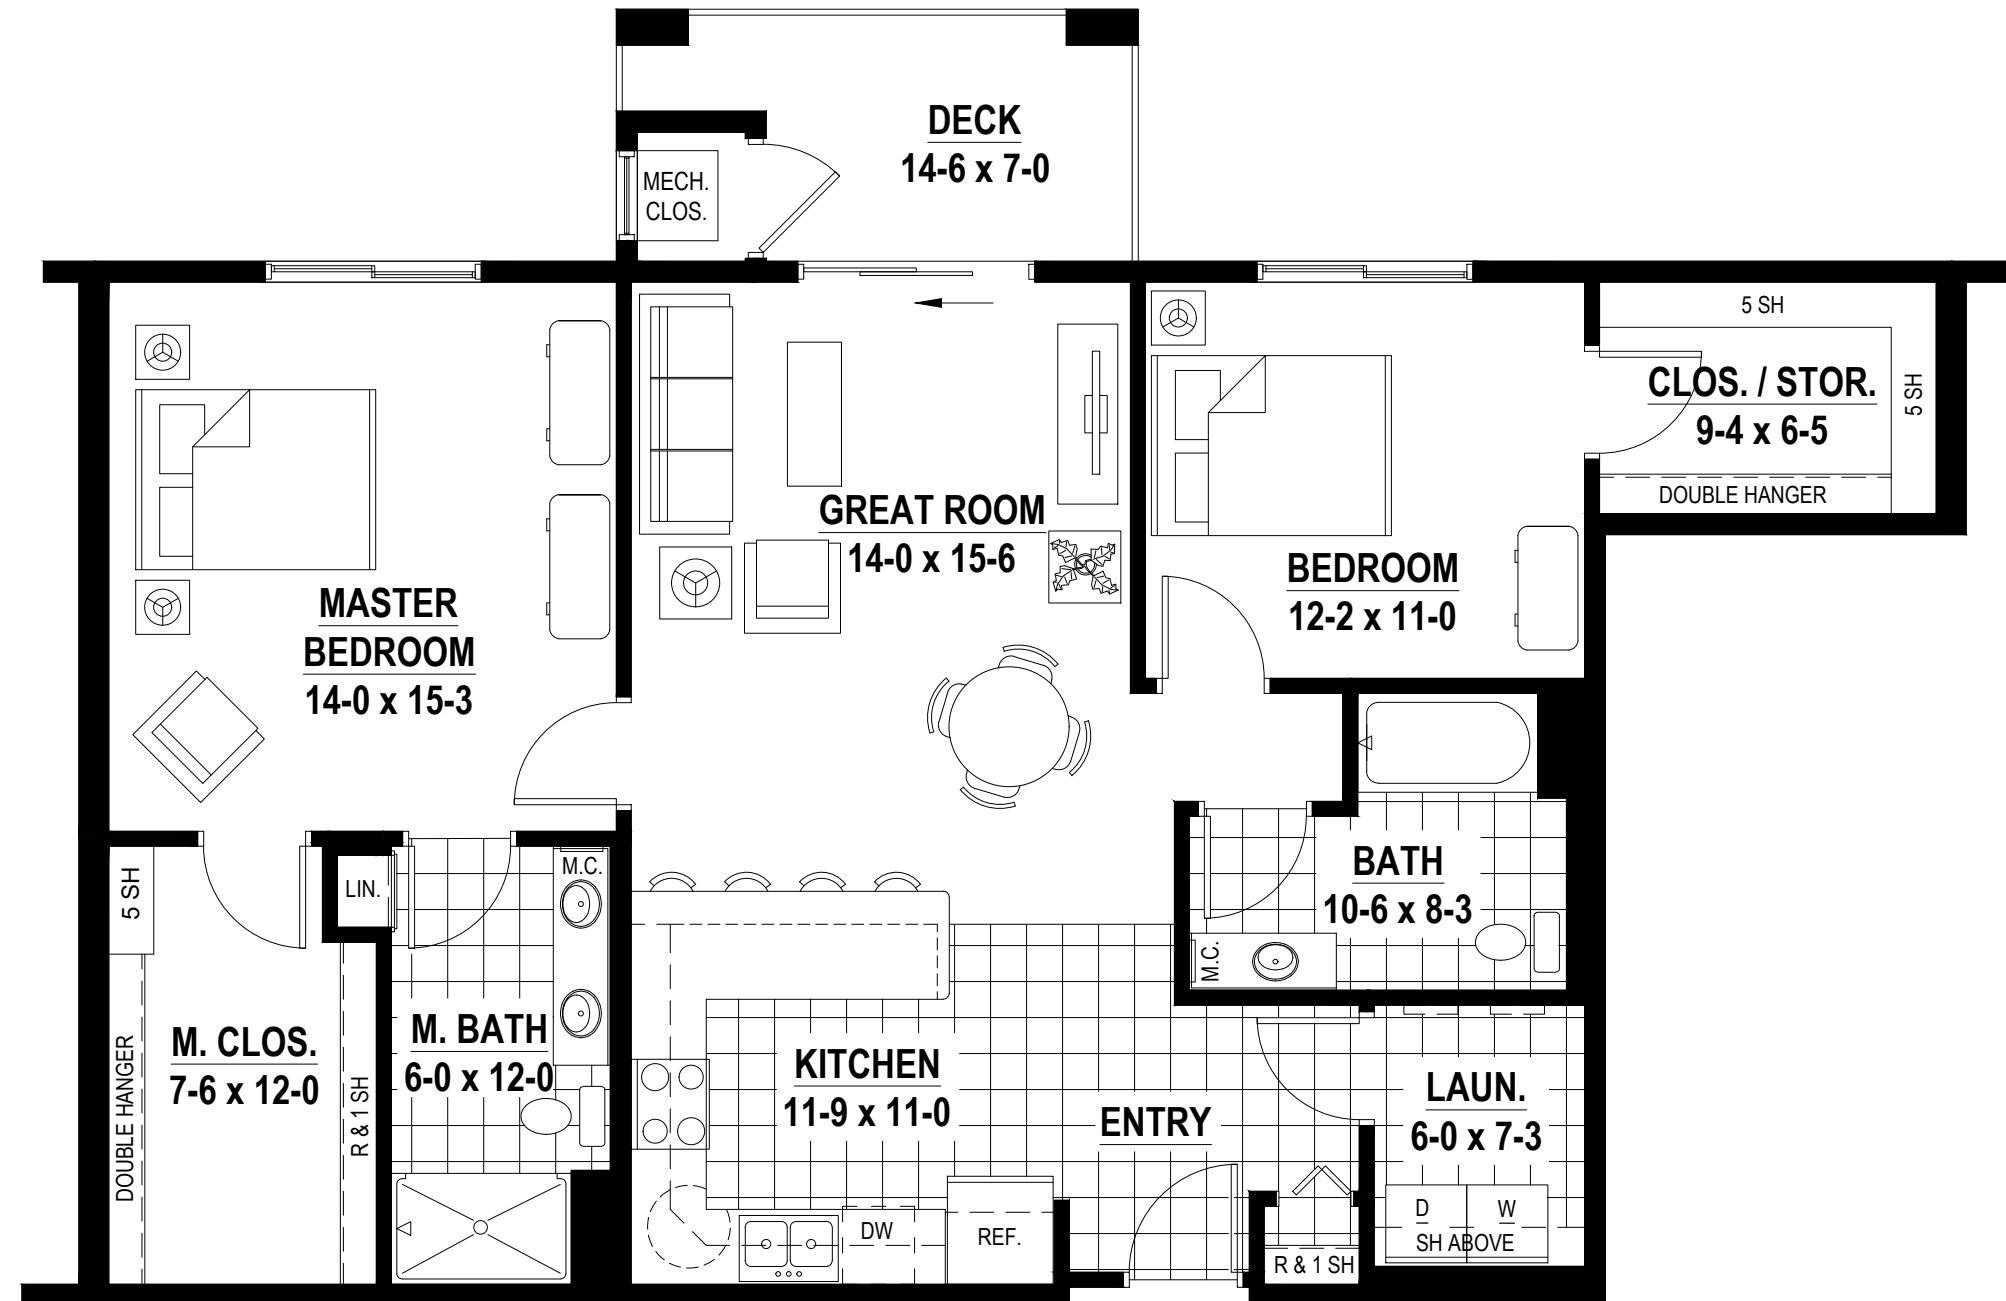 DECK
14-6 x 7-0
MECH.
CLOS.
5 SH
5 SH
CLOS. / STOR.
9-4 x 6-5
DOUBLE HANGER
GREAT ROOM
14-0 x 15-6
BEDROOM
12-2 x 11-0
MASTER
BEDROOM
14-0 x 15-3
5 SH
LIN.
M.C.
BATH
10-6 x 8-3
M.C.
M. CLOS.
7-6 x 12-0
DOUBLE HANGER
R & 1 SH
M. BATH
6-0 x 12-0
KITCHEN
11-9 x 11-0
ENTRY
LAUN.
6-0 x 7-3
D
W
SH ABOVE
DW
REF.
R & 1 SH